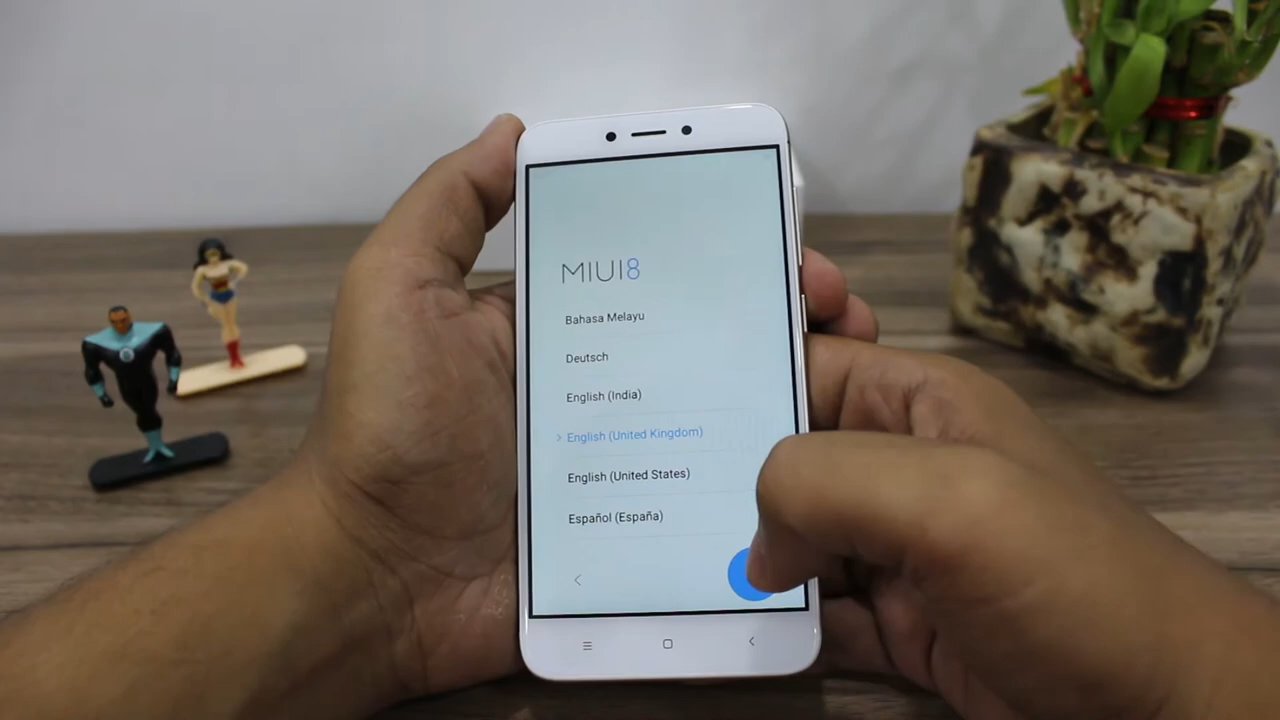 MIUI8
Bahasa Melayu
Deutsch
English (India)
English (United Kingdom)
English (United States)
Español (España)